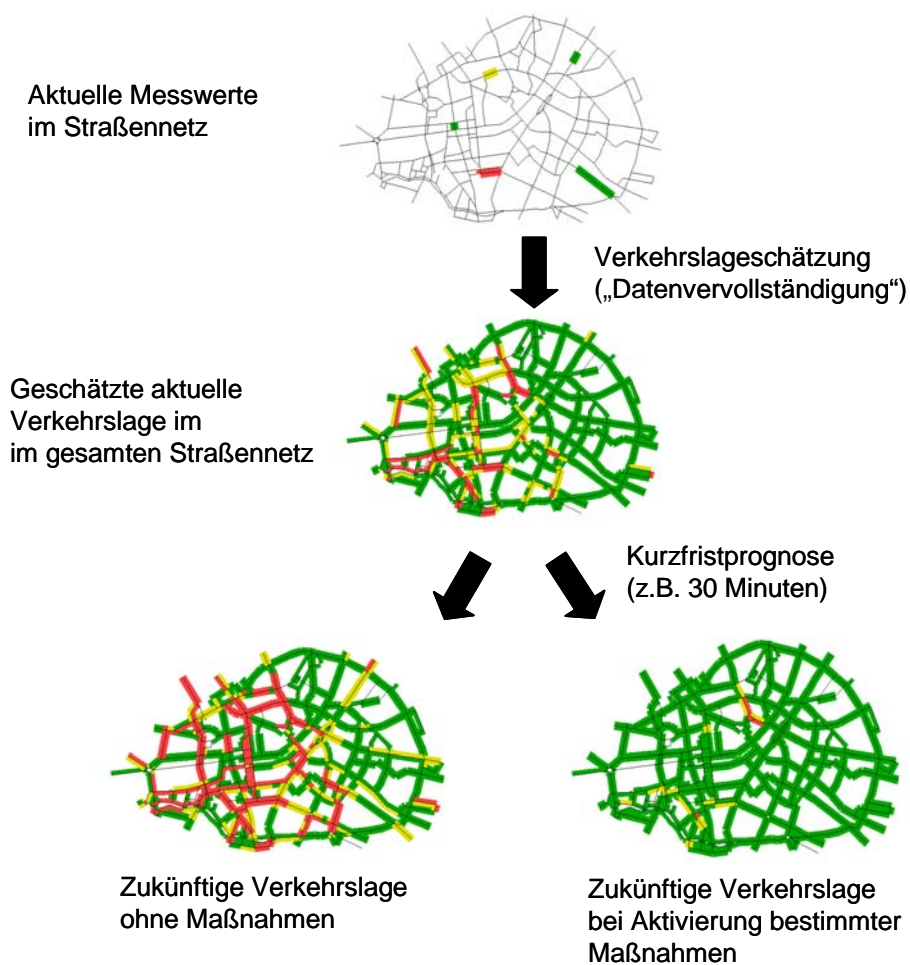 Aktuelle Messwerte
im Straßennetz
Verkehrslageschätzung
(„Datenvervollständigung“)
Geschätzte aktuelle
Verkehrslage im
im gesamten Straßennetz
Kurzfristprognose
(z.B. 30 Minuten)
Zukünftige Verkehrslage
ohne Maßnahmen
Zukünftige Verkehrslage
bei Aktivierung bestimmter
Maßnahmen